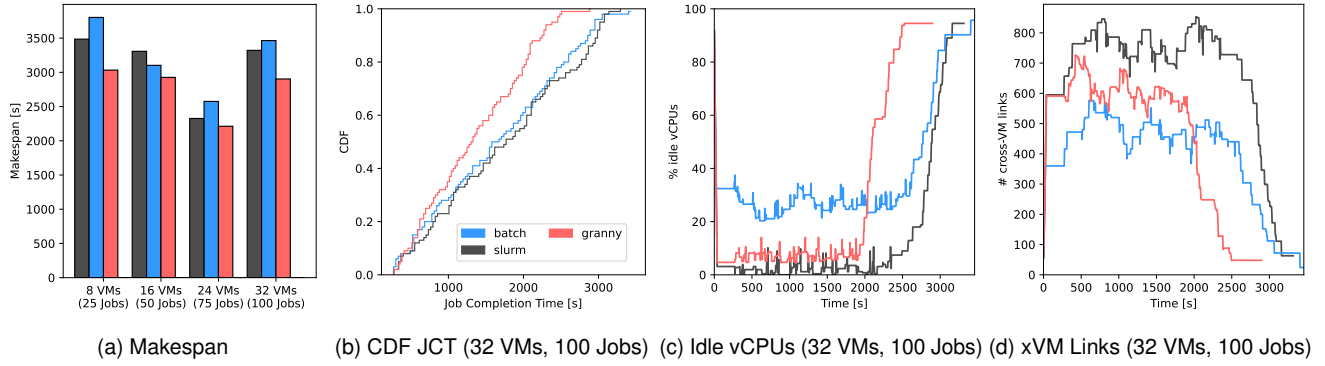 3500
3000
2500
2000
1500
1000
500
0
Makespan [s]
8 VMs
(25 Jobs)
16 VMs
(50 Jobs)
24 VMs
(75 Jobs)
32 VMs
(100 Jobs)
(a) Makespan
1.0
0.8
0.6
0.4
0.2
0.0
CDF
batch
slurm
granny
1000
2000
3000
Job Completion Time [s]
(b) CDF JCT (32 VMs, 100 Jobs)
100
80
60
40
20
0
% idle vCPUs
0
500
1000
1500
2000
2500
3000
Time [s]
(c) Idle vCPUs (32 VMs, 100 Jobs)
800
700
600
500
400
300
200
100
0
# cross-VM links
0
500
1000
1500
2000
2500
3000
Time [s]
(d) xVM Links (32 VMs, 100 Jobs)